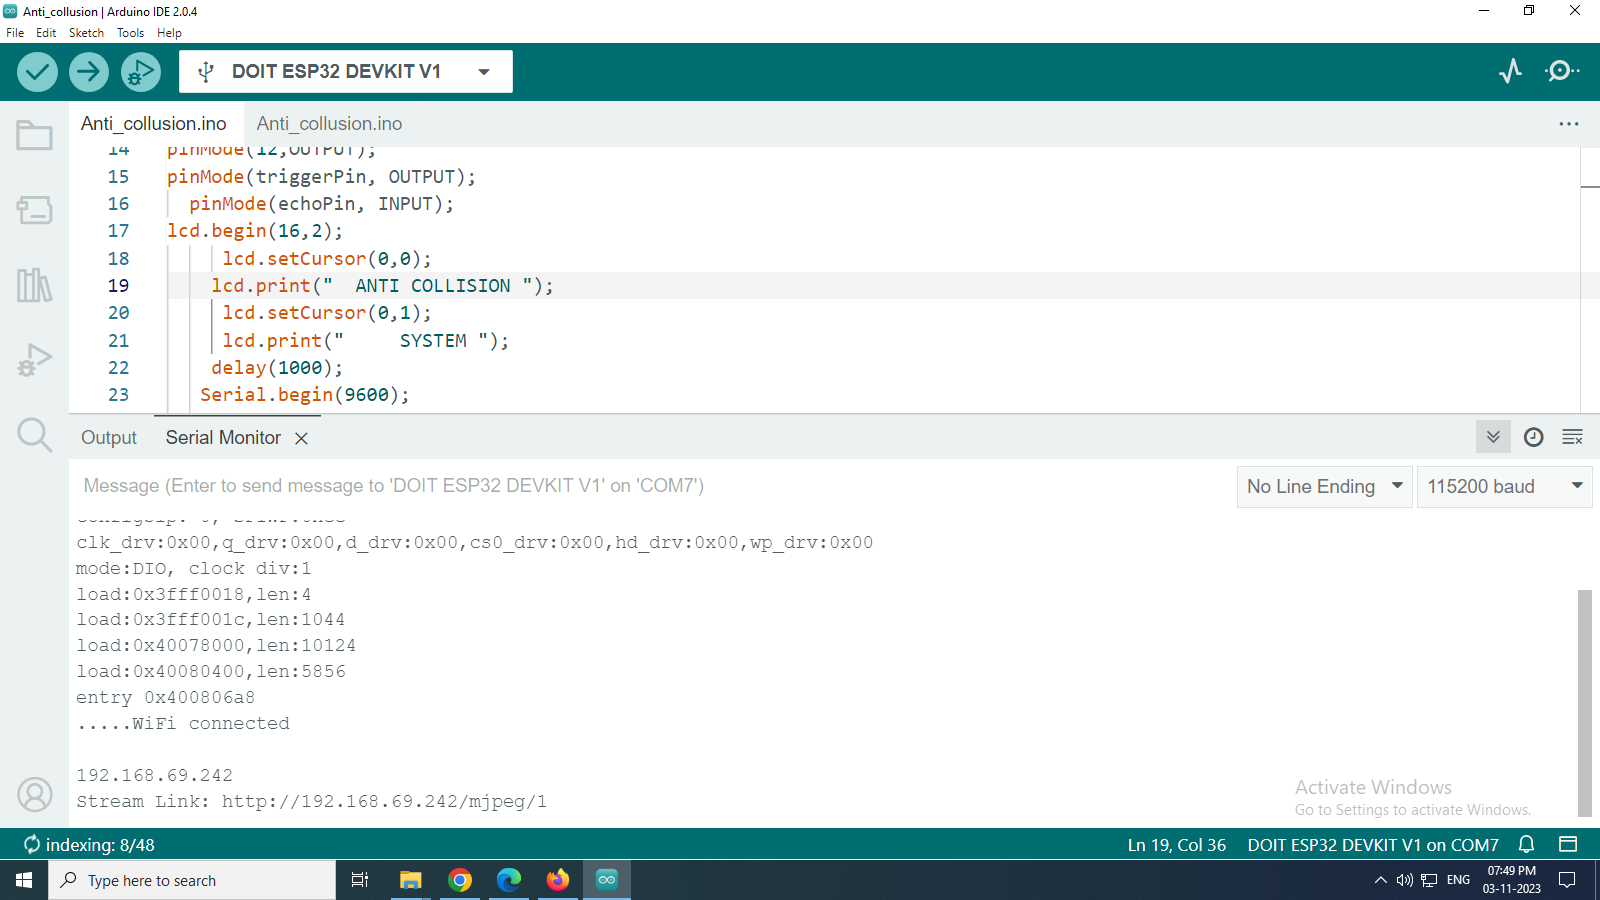 Anti_collusion | Arduino IDE 2.0.4
File Edit Sketch Tools Help
DOIT ESP32 DEVKIT V1
Anti_collusion.ino Anti_collusion.ino
14 pinMode(12,OUTPUT);
15 pinMode(triggerPin, OUTPUT);
16 pinMode(echoPin, INPUT);
17 lcd.begin(16,2);
18 lcd.setCursor(0,0);
19 lcd.print("  ANTI COLLISION ");
20 lcd.setCursor(0,1);
21 lcd.print("     SYSTEM ");
22 delay(1000);
23 Serial.begin(9600);
Output Serial Monitor
Message (Enter to send message to 'DOIT ESP32 DEVKIT V1' on 'COM7')
No Line Ending 115200 baud
clk_drv:0x00,q_drv:0x00,d_drv:0x00,cs0_drv:0x00,hd_drv:0x00,wp_drv:0x00
mode:DIO, clock div:1
load:0x3fff0018,len:4
load:0x3fff001c,len:1044
load:0x40078000,len:10124
load:0x40080400,len:5856
entry 0x400806a8
.....WiFi connected
192.168.69.242
Stream Link: http://192.168.69.242/mjpeg/1
Activate Windows
Go to Settings to activate Windows.
indexing: 8/48 Ln 19, Col 36 DOIT ESP32 DEVKIT V1 on COM7
Type here to search ENG 07:49 PM
03-11-2023